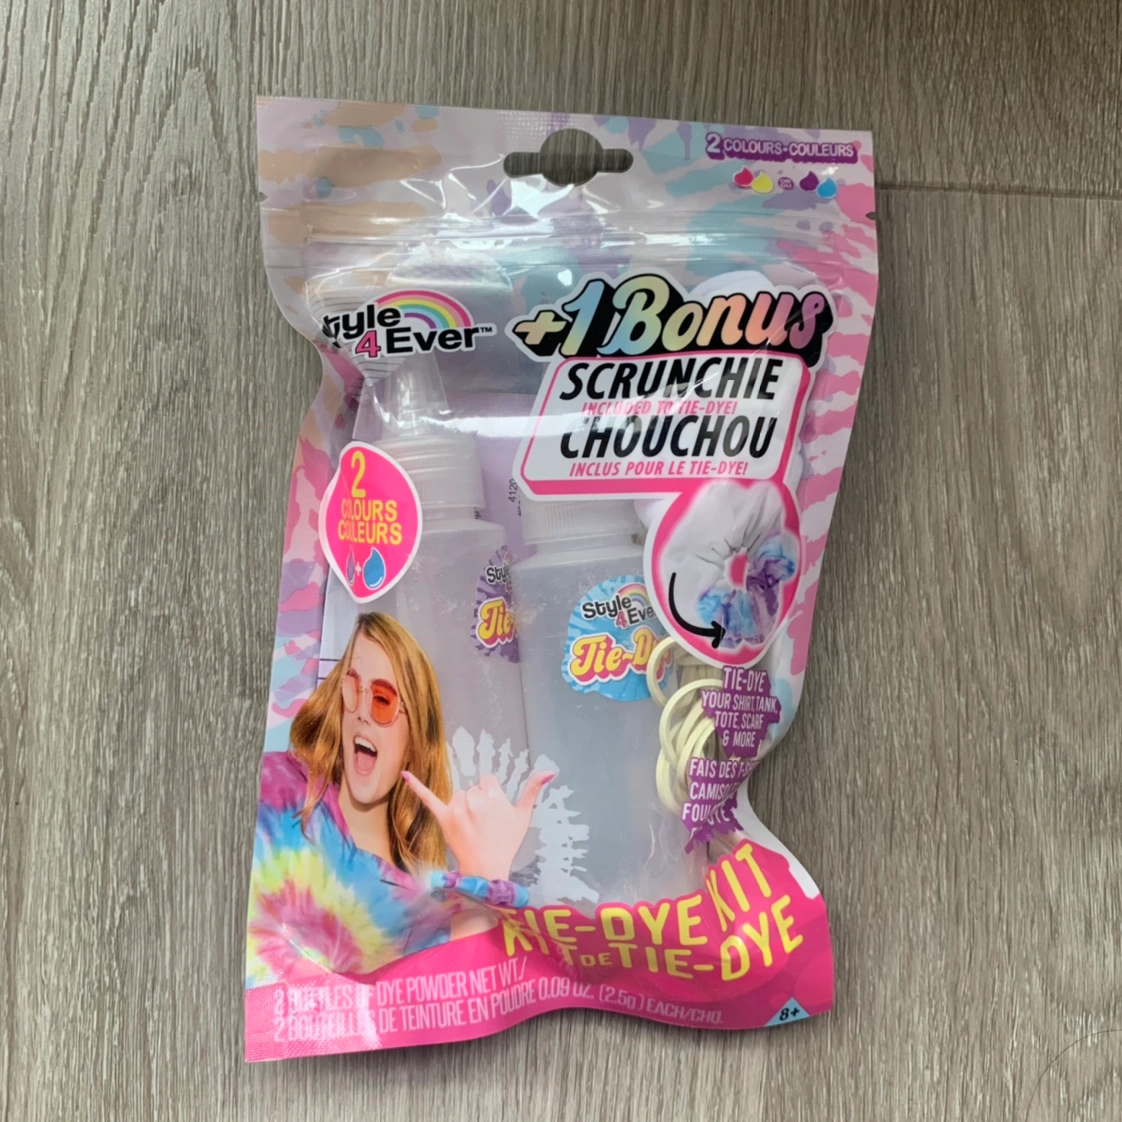 2 COLOURS•COULEURS
Style
4 Ever™
+1 Bonus
SCRUNCHIE
INCLUDED TO TIE-DYE!
CHOUCHOU
INCLUS POUR LE TIE-DYE!
2
COLOURS
COULEURS
Style
4 Ever
Tie-Dye
TIE-DYE
YOUR SHIRT, TANK,
TOTE, SCARF
& MORE
FAIS DES
TIE-DYE KIT
KIT DE TIE-DYE
2 BOTTLES OF DYE POWDER NET WT./
2 BOUTEILLES DE TEINTURE EN POUDRE 0.09 OZ. (2.5g) EACH/CHQ.
8+